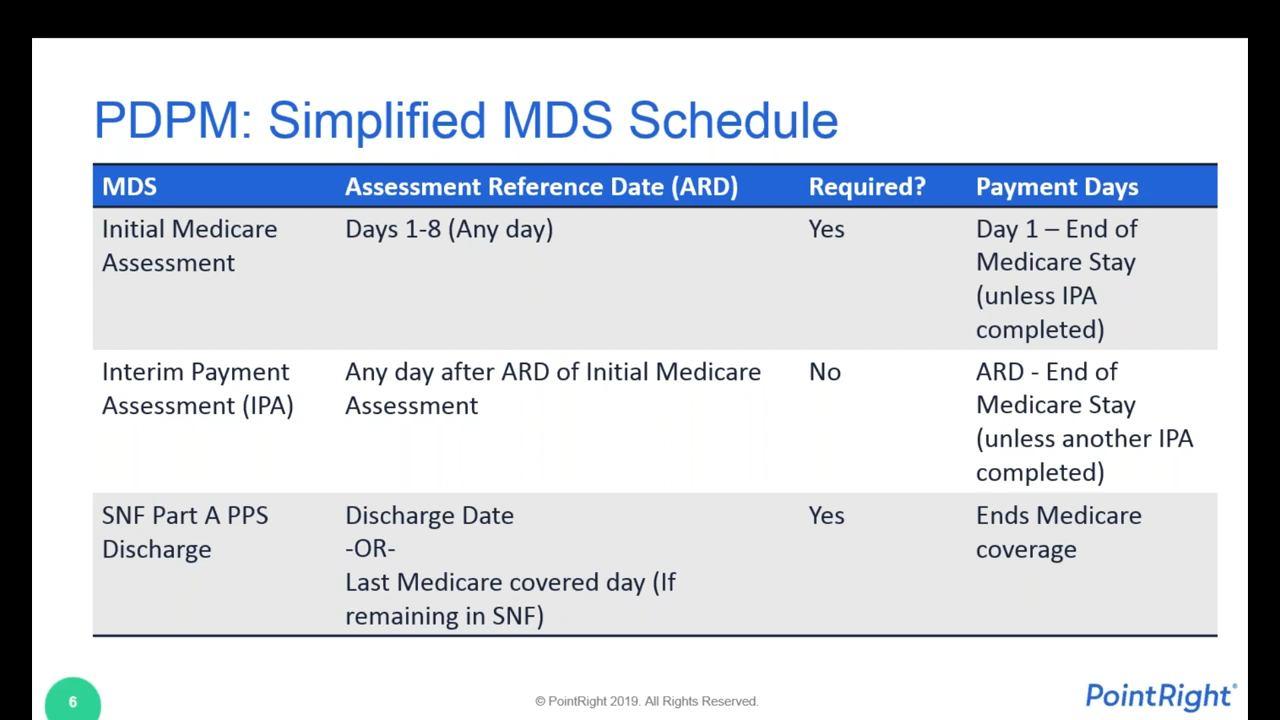 PDPM: Simplified MDS Schedule
MDS
Assessment Reference Date (ARD)
Required?
Payment Days
Initial Medicare
Assessment
Days 1-8 (Any day)
Yes
Day 1 – End of
Medicare Stay
(unless IPA
completed)
Interim Payment
Assessment (IPA)
Any day after ARD of Initial Medicare
Assessment
No
ARD - End of
Medicare Stay
(unless another IPA
completed)
SNF Part A PPS
Discharge
Discharge Date
-OR-
Last Medicare covered day (If
remaining in SNF)
Yes
Ends Medicare
coverage
6
© PointRight 2019. All Rights Reserved.
PointRight®